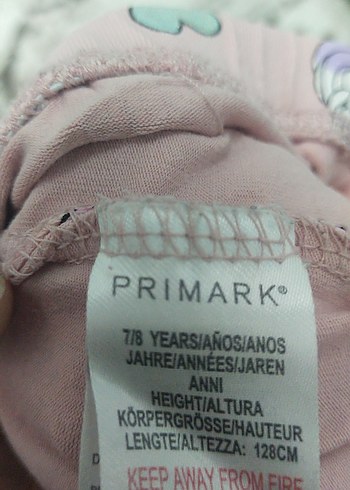 PRIMARK®
7/8 YEARS/AÑOS/ANOS
JAHRE/ANNÉES/JAREN
ANNI
HEIGHT/ALTURA
KÖRPERGRÖSSE/HAUTEUR
LENGTE/ALTEZZA: 128CM
KEEP AWAY FROM FIRE